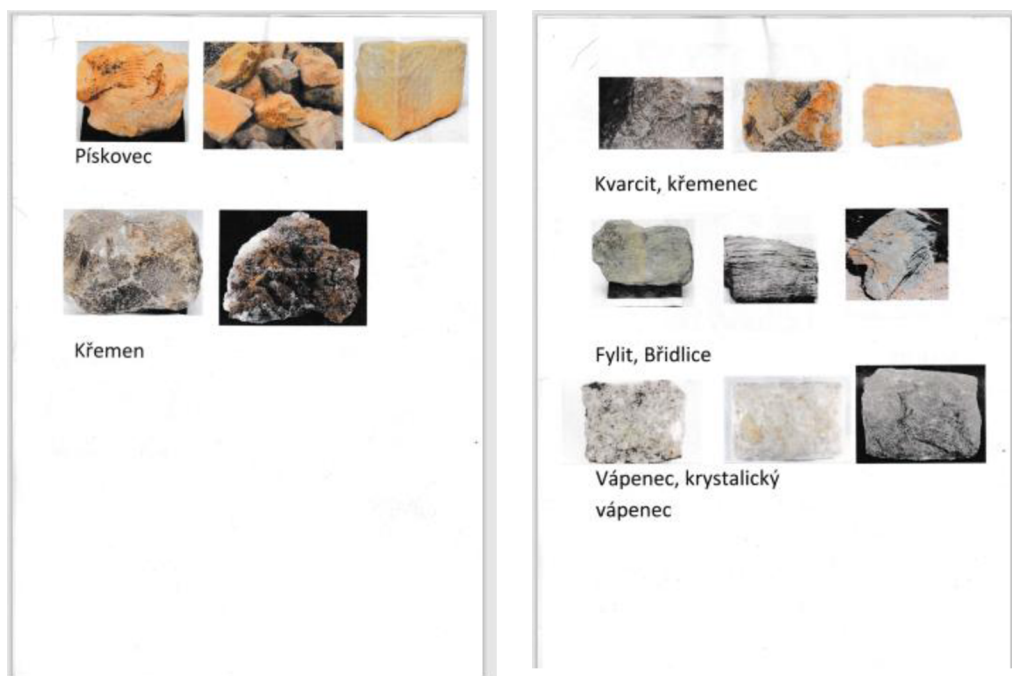 Pískovec
Křemen
Kvarcit, křemenec
Fylit, Břidlice
Vápenec, krystalický
vápenec